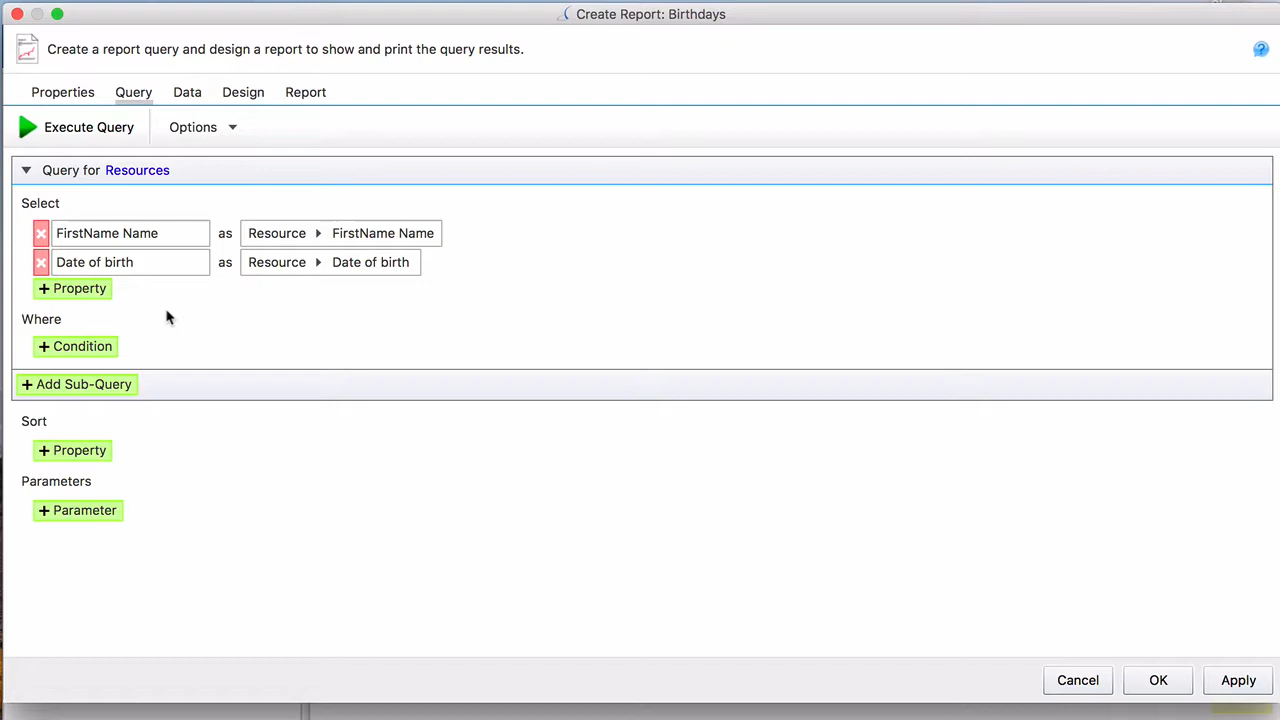 Create Report: Birthdays
Create a report query and design a report to show and print the query results.
Properties Query Data Design Report
Execute Query Options
Query for Resources
Select
FirstName Name as Resource FirstName Name
Date of birth as Resource Date of birth
+ Property
Where
+ Condition
+ Add Sub-Query
Sort
+ Property
Parameters
+ Parameter
Cancel OK Apply